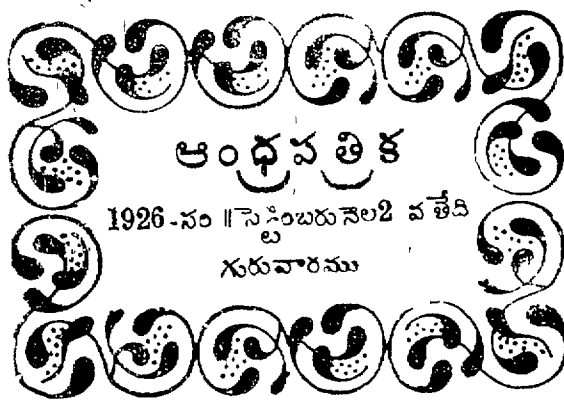 ఆంధ్రపత్రిక
1926-సం॥ సెప్టెంబరు నెల 2 వ తేది
గురువారము